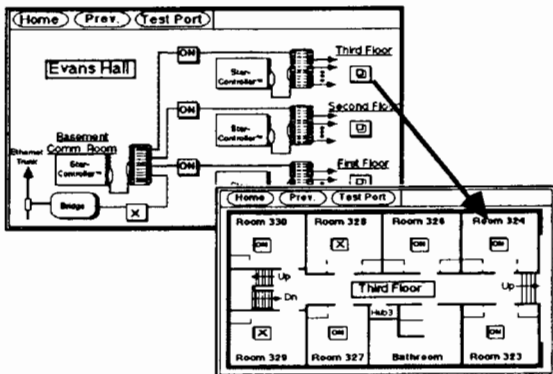 Home Prev. Test Port
Evans Hall
Third Floor
ON
Star-
Controller™
Second Floor
ON
Star-
Controller™
Basement
Comm. Room
First Floor
Ethernet
Trunk
Star-
Controller™
ON
Bridge
X
Home Prev. Test Port
Room 330 Room 328 Room 326 Room 324
ON X ON ON
Up
Third Floor
Up
Dn
Hub3
X ON ON
Room 329 Room 327 Bathroom Room 323